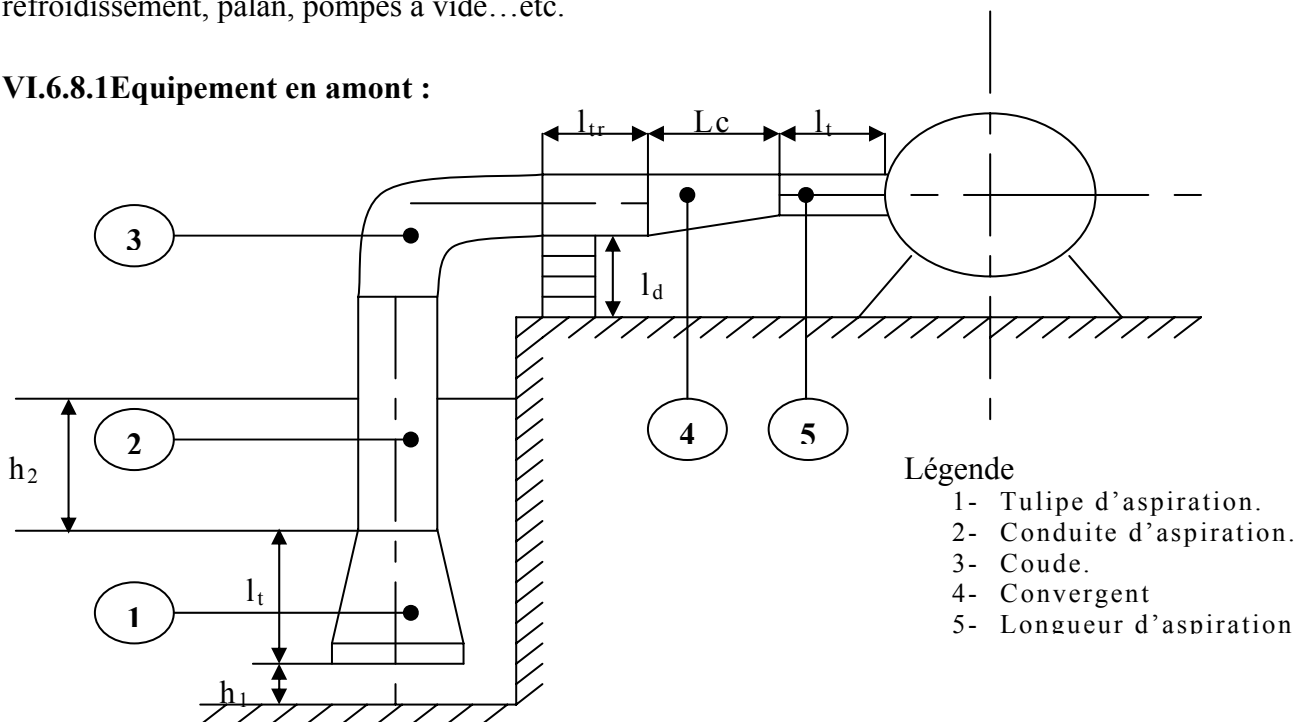 refroidissement, palan, pompes à vide…etc.
VI.6.8.1Equipement en amont :
l_tr Lc l_t
3
l_d
2
4
5
h_2
l_t
1
h_1
Légende
1- Tulipe d’aspiration.
2- Conduite d’aspiration.
3- Coude.
4- Convergent
5- Longueur d’aspiration